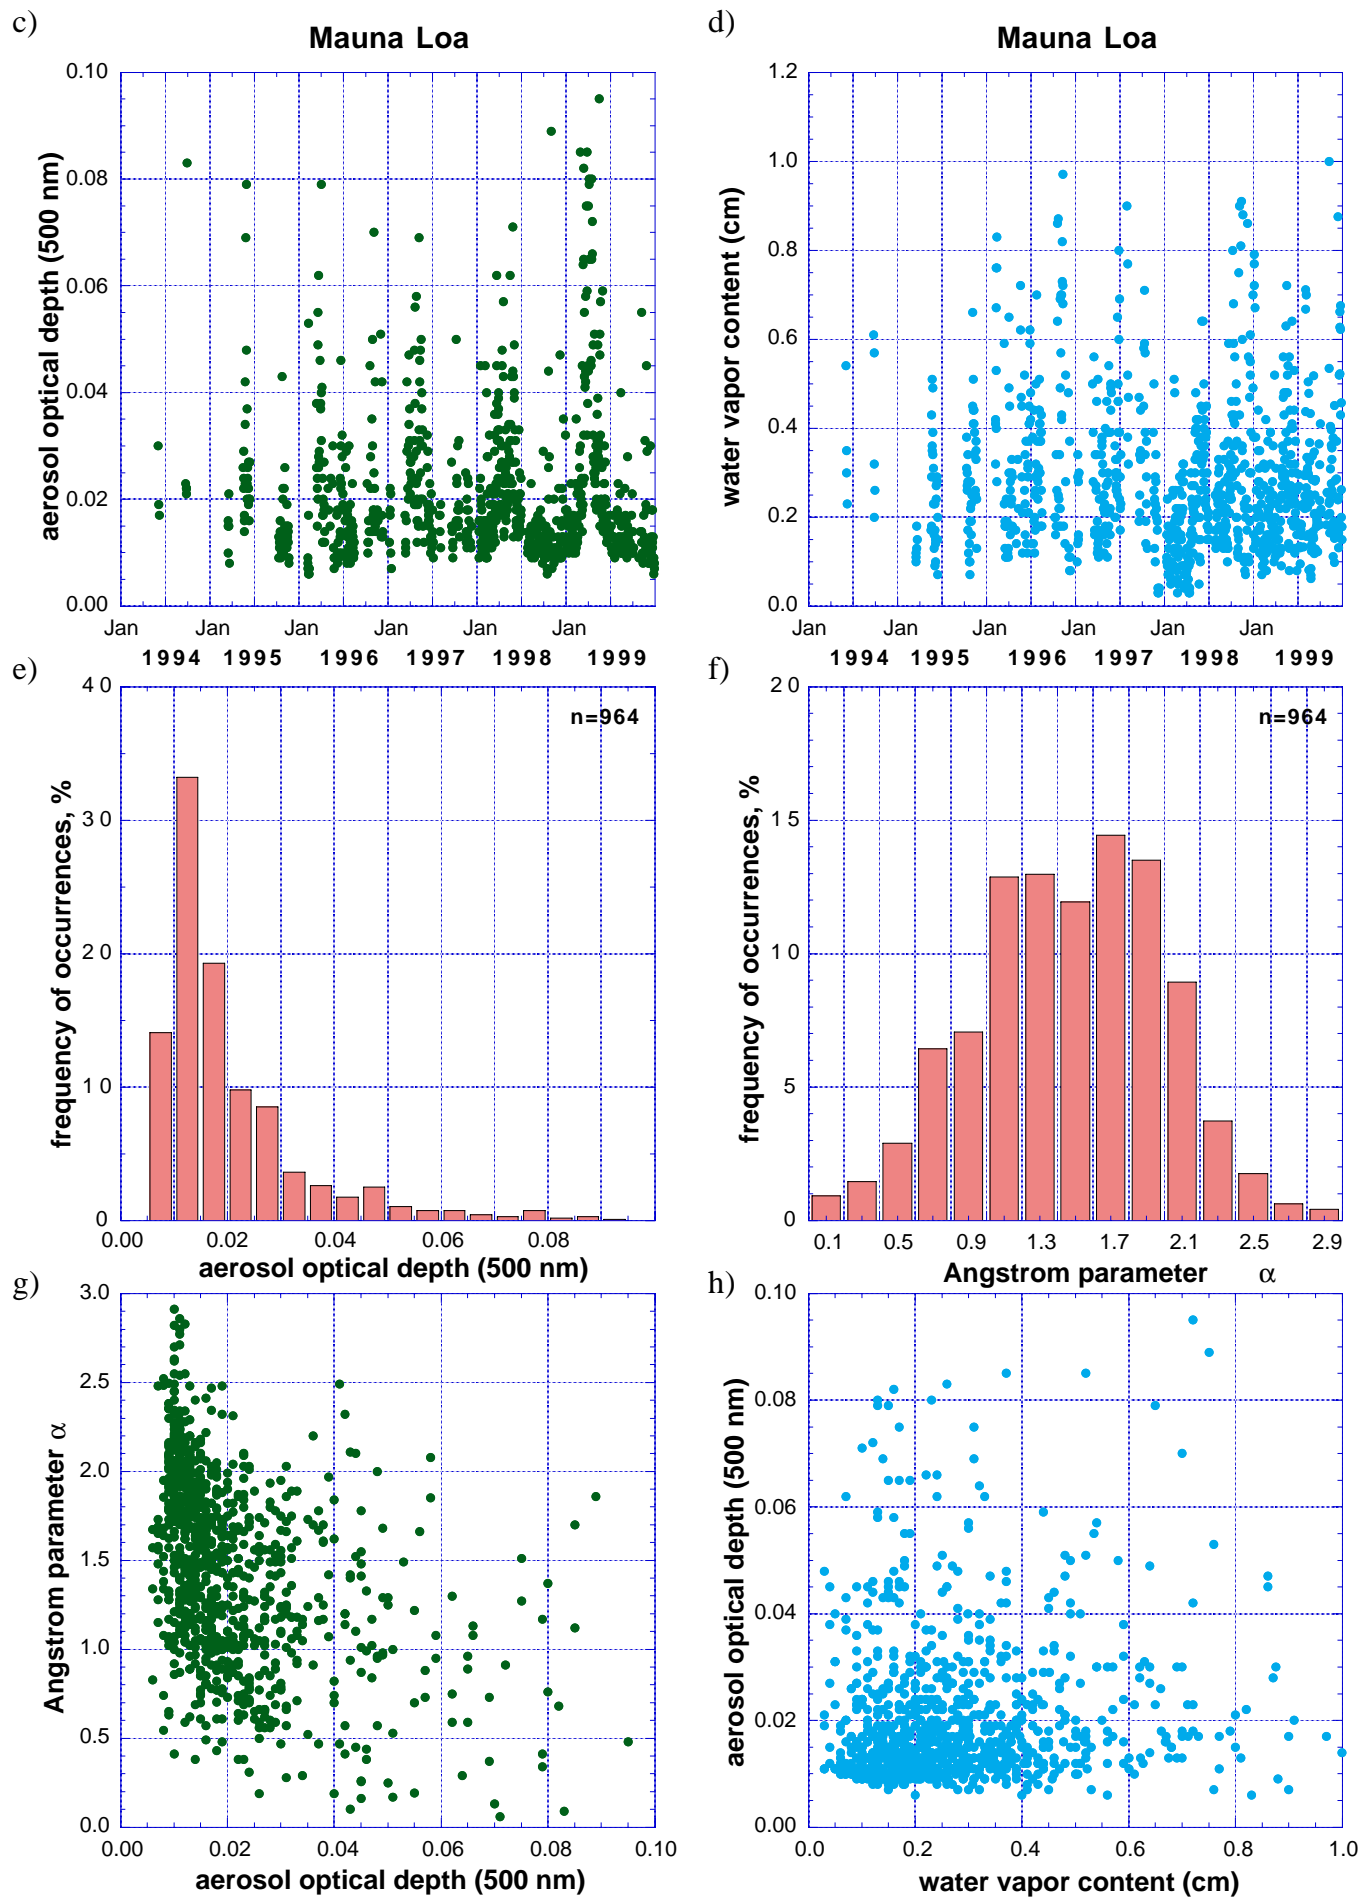 c)
Mauna Loa
aerosol optical depth (500 nm)
0.10
0.08
0.06
0.04
0.02
0.00
Jan Jan Jan Jan Jan Jan
1994 1995 1996 1997 1998 1999
d)
Mauna Loa
water vapor content (cm)
1.2
1.0
0.8
0.6
0.4
0.2
0.0
Jan Jan Jan Jan Jan Jan
1994 1995 1996 1997 1998 1999
e)
n=964
frequency of occurrences, %
40
30
20
10
0
0.00 0.02 0.04 0.06 0.08
aerosol optical depth (500 nm)
f)
n=964
frequency of occurrences, %
20
15
10
5
0
0.1 0.5 0.9 1.3 1.7 2.1 2.5 2.9
Angstrom parameter α
g)
Angstrom parameter α
3.0
2.5
2.0
1.5
1.0
0.5
0.0
0.00 0.02 0.04 0.06 0.08 0.10
aerosol optical depth (500 nm)
h)
aerosol optical depth (500 nm)
0.10
0.08
0.06
0.04
0.02
0.00
0.0 0.2 0.4 0.6 0.8 1.0
water vapor content (cm)